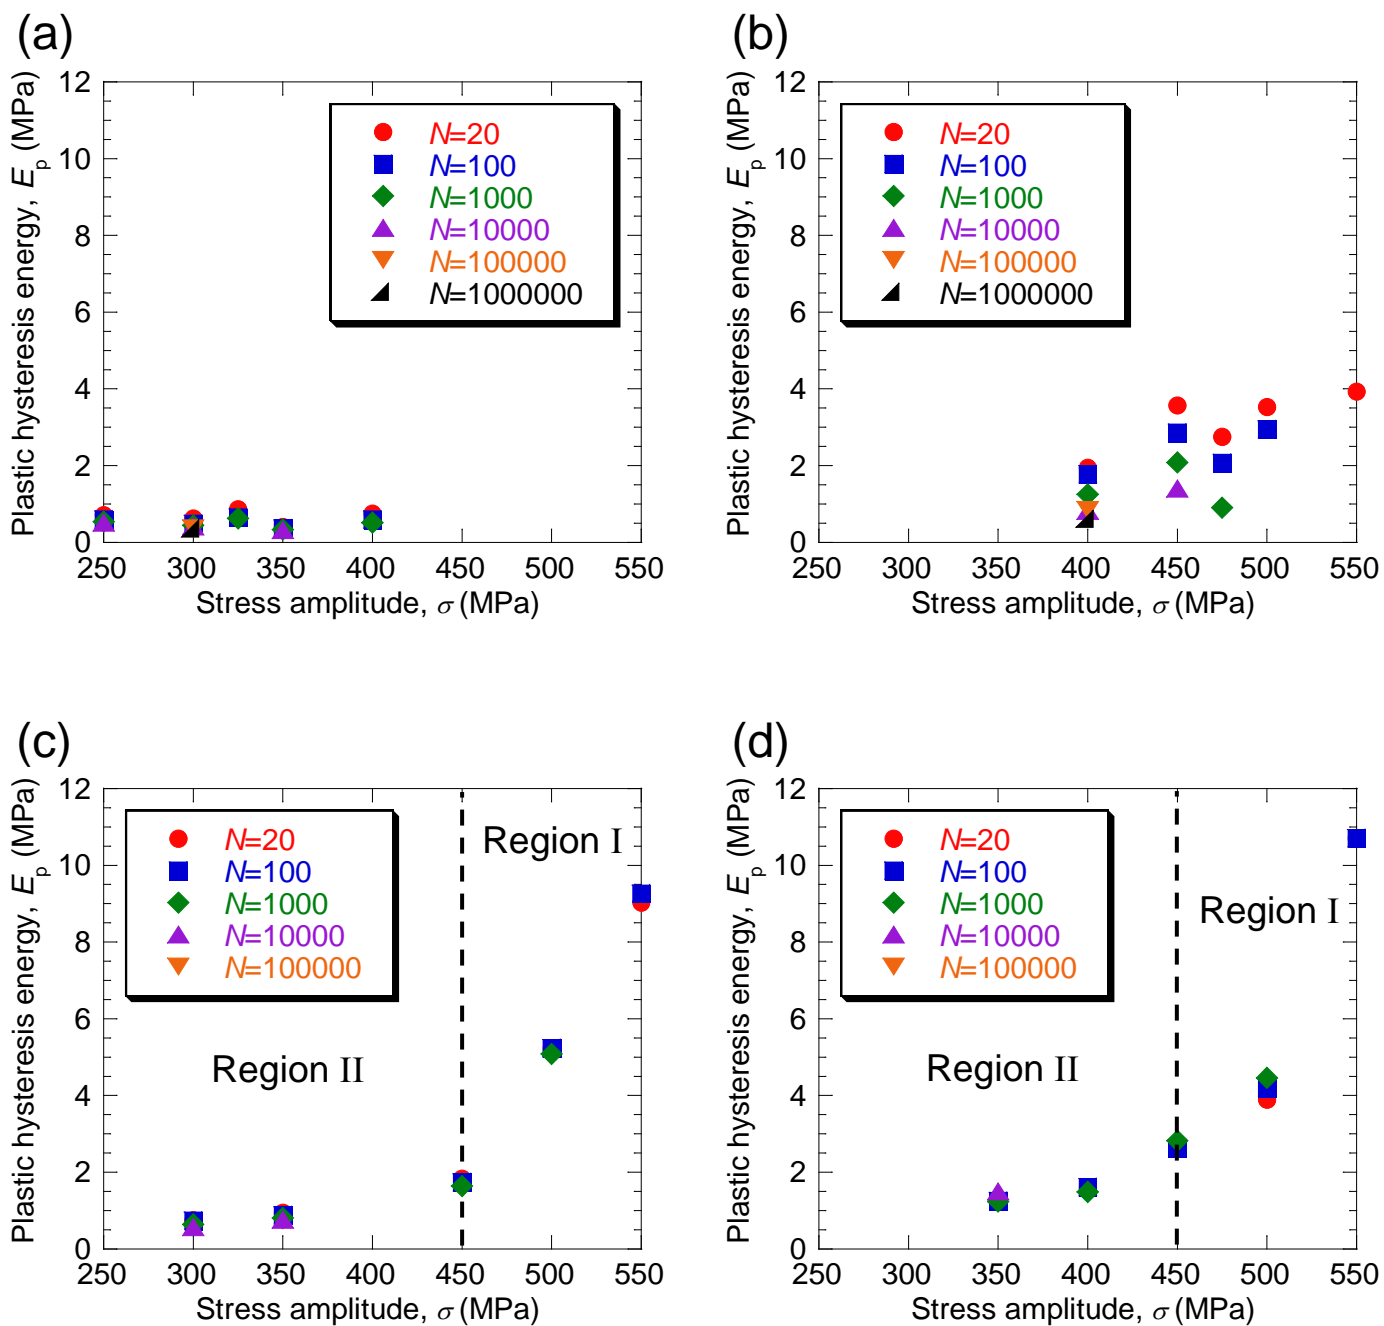 (a)
Plastic hysteresis energy, Ep (MPa)
12
10
8
6
4
2
0
N=20
N=100
N=1000
N=10000
N=100000
N=1000000
250 300 350 400 450 500 550
Stress amplitude, σ (MPa)
(b)
Plastic hysteresis energy, Ep (MPa)
12
10
8
6
4
2
0
N=20
N=100
N=1000
N=10000
N=100000
N=1000000
250 300 350 400 450 500 550
Stress amplitude, σ (MPa)
(c)
Plastic hysteresis energy, Ep (MPa)
12
10
8
6
4
2
0
N=20
N=100
N=1000
N=10000
N=100000
Region I
Region II
250 300 350 400 450 500 550
Stress amplitude, σ (MPa)
(d)
Plastic hysteresis energy, Ep (MPa)
12
10
8
6
4
2
0
N=20
N=100
N=1000
N=10000
N=100000
Region I
Region II
250 300 350 400 450 500 550
Stress amplitude, σ (MPa)